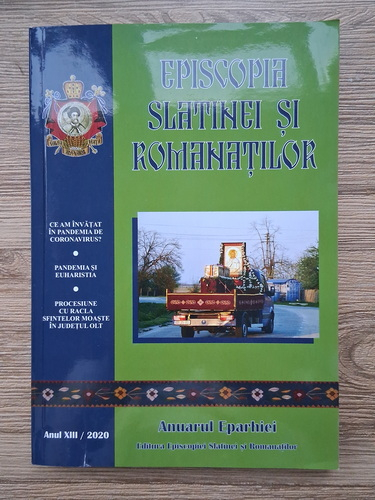 EPISCOPIA
SLATINEI ȘI
ROMANAȚILOR
CE AM ÎNVĂȚAT
ÎN PANDEMIA DE
CORONAVIRUS?
PANDEMIA ȘI
EUHARISTIA
PROCESIUNE
CU RACLA
SFINTELOR MOAȘTE
ÎN JUDEȚUL OLT
Anul XIII / 2020
Anuarul Eparhiei
Editura Episcopiei Slatinei și Romanaților